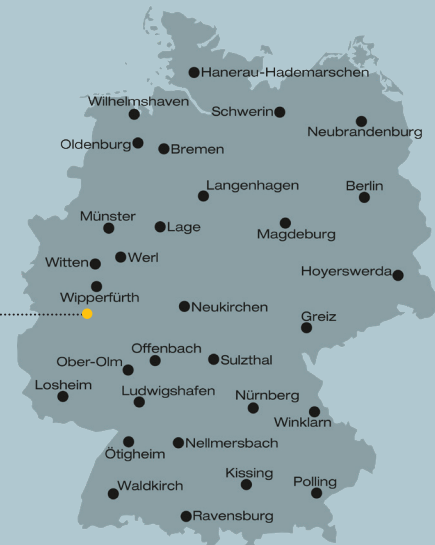 Hanerau-Hademarschen
Wilhelmshaven
Schwerin
Neubrandenburg
Oldenburg
Bremen
Langenhagen
Berlin
Münster
Lage
Magdeburg
Witten
Werl
Hoyerswerda
Wipperfürth
Neukirchen
Greiz
Offenbach
Ober-Olm
Sulzthal
Losheim
Ludwigshafen
Nürnberg
Winklarn
Ötigheim
Nellmersbach
Kissing
Polling
Waldkirch
Ravensburg